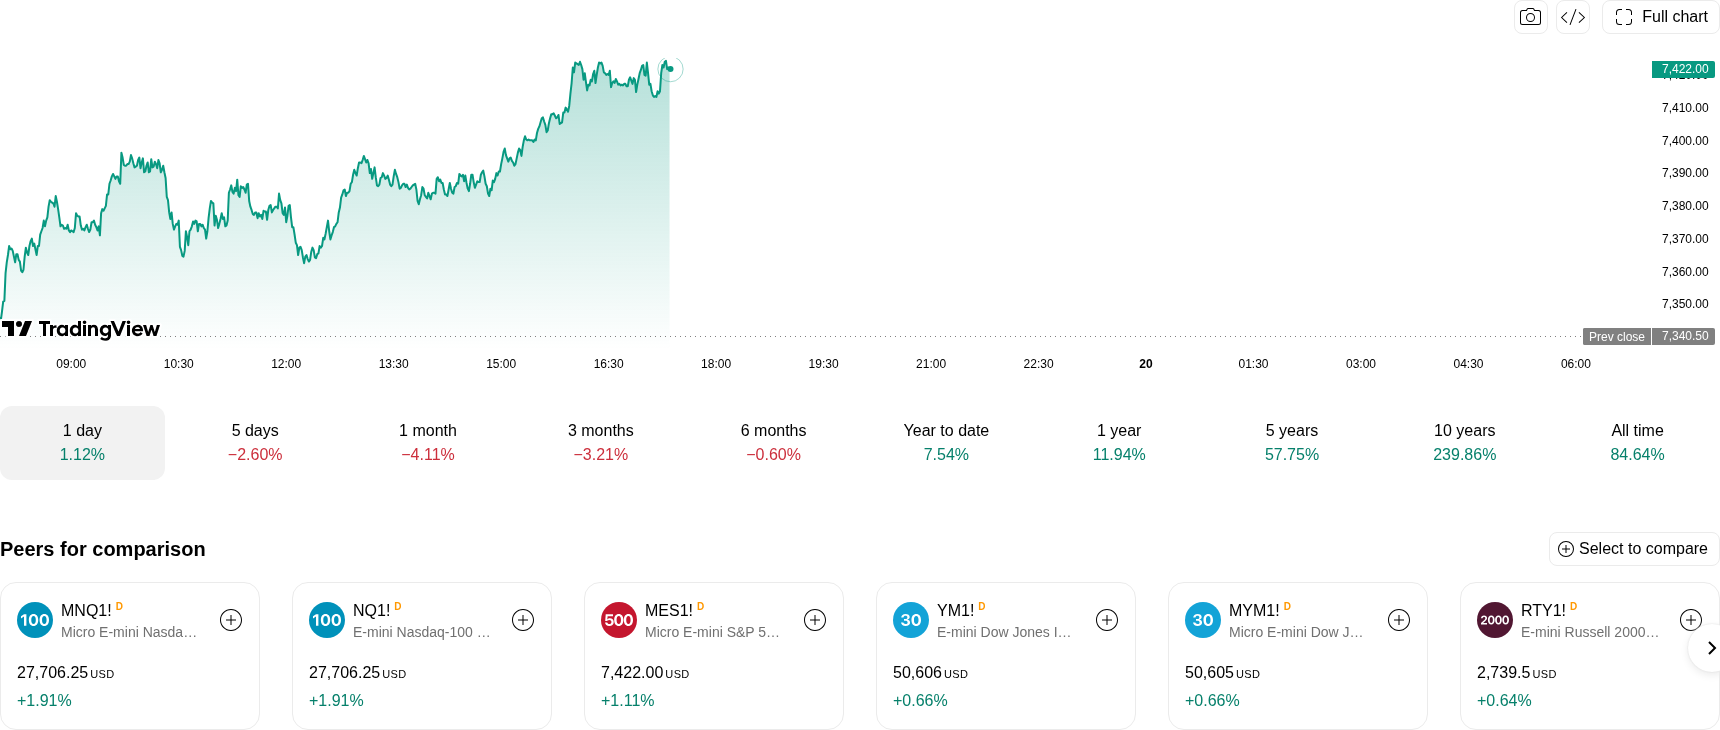 Full chart
7,422.00
7,410.00
7,400.00
7,390.00
7,380.00
7,370.00
7,360.00
7,350.00
TradingView
Prev close 7,340.50
09:00 10:30 12:00 13:30 15:00 16:30 18:00 19:30 21:00 22:30 20 01:30 03:00 04:30 06:00
1 day 5 days 1 month 3 months 6 months Year to date 1 year 5 years 10 years All time
1.12% −2.60% −4.11% −3.21% −0.60% 7.54% 11.94% 57.75% 239.86% 84.64%
Peers for comparison
Select to compare
100 MNQ1! D
Micro E-mini Nasda…
27,706.25 USD
+1.91%
100 NQ1! D
E-mini Nasdaq-100 …
27,706.25 USD
+1.91%
500 MES1! D
Micro E-mini S&P 5…
7,422.00 USD
+1.11%
30 YM1! D
E-mini Dow Jones I…
50,606 USD
+0.66%
30 MYM1! D
Micro E-mini Dow J…
50,605 USD
+0.66%
2000 RTY1! D
E-mini Russell 2000…
2,739.5 USD
+0.64%